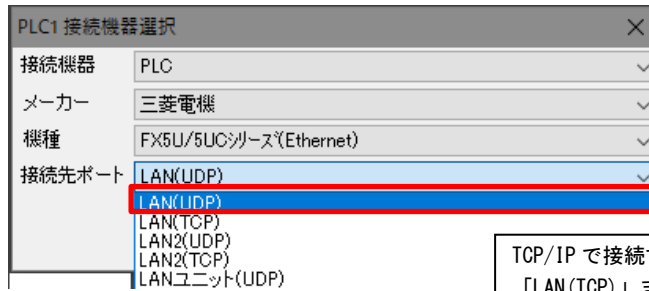 PLC1 接続機器選択
接続機器 PLC
メーカー 三菱電機
機種 FX5U/5UCシリーズ(Ethernet)
接続先ポート LAN(UDP)
LAN(UDP)
LAN(TCP)
LAN2(UDP)
LAN2(TCP)
LANユニット(UDP)
TCP/IP で接続
「LAN(TCP)」